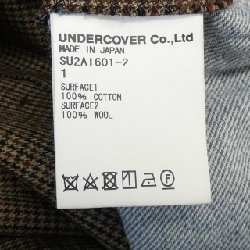 UNDERCOVER Co.,Ltd
MADE IN JAPAN
SU2A1601-2
1
SURFACE1
100% COTTON
SURFACE2
100% WOOL